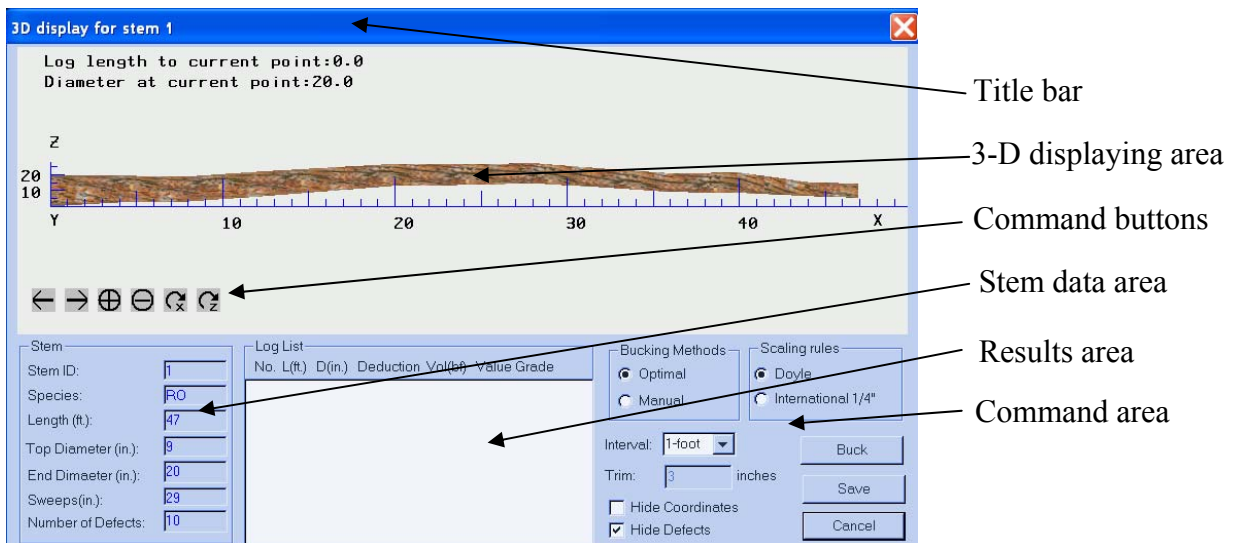 3D display for stem 1
Log length to current point:0.0
Diameter at current point:20.0
Z
20
10
Y
10
20
30
40
X
Title bar
3-D displaying area
Command buttons
Stem data area
Results area
Command area
Stem
Stem ID: 1
Species: RO
Length (ft.): 47
Top Diameter (in.): 9
End Dimaeter (in.): 20
Sweeps(in.): 29
Number of Defects: 10
Log List
No. L(ft.) D(in.) Deduction Vol(bf) Value Grade
Bucking Methods
Optimal
Manual
Scaling rules
Doyle
International 1/4"
Interval: 1-foot
Trim: 3 inches
Hide Coordinates
Hide Defects
Buck
Save
Cancel